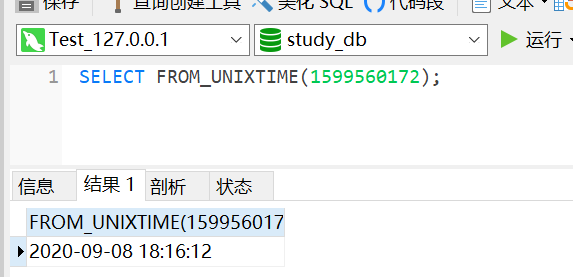 保存 查询创建工具 美化 SQL () 代码段 文本
Test_127.0.0.1 study_db 运行
1 SELECT FROM_UNIXTIME(1599560172);
信息 结果 1 剖析 状态
FROM_UNIXTIME(159956017
2020-09-08 18:16:12